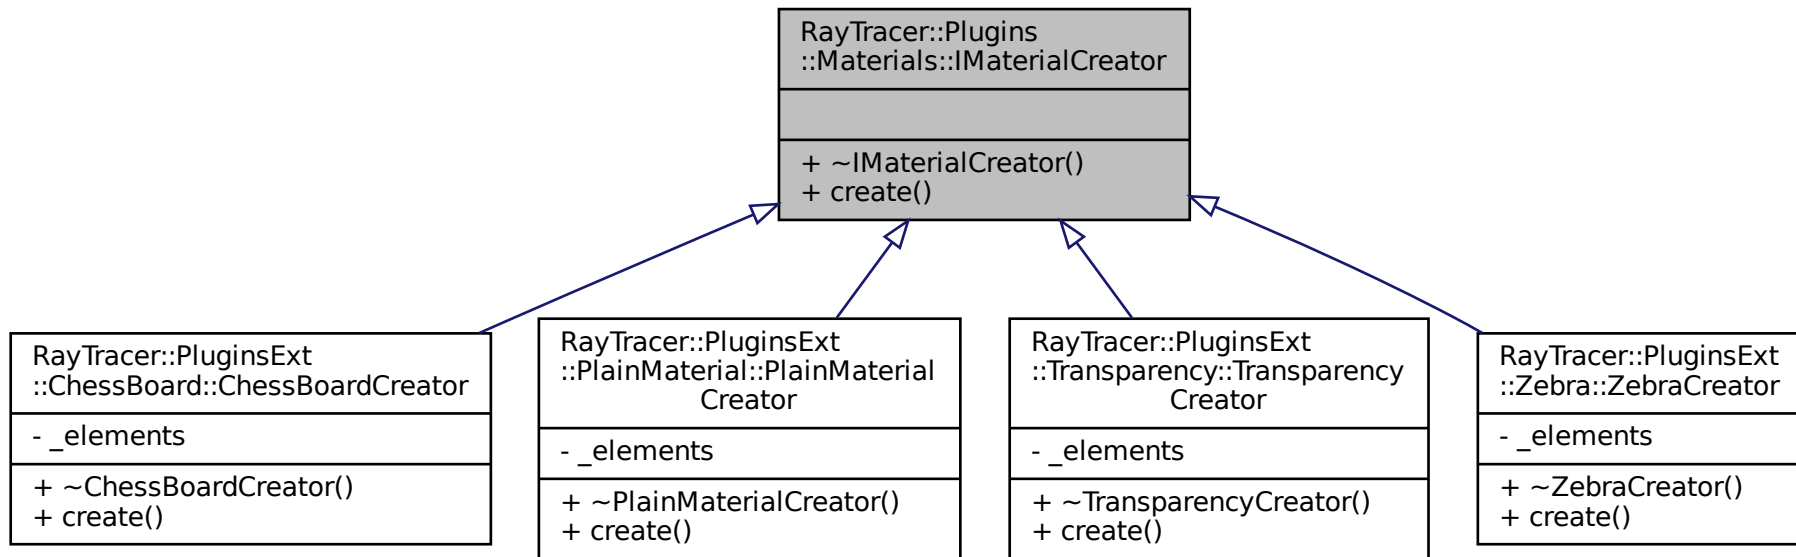 RayTracer::Plugins
::Materials::IMaterialCreator
+ ~IMaterialCreator()
+ create()
RayTracer::PluginsExt
::ChessBoard::ChessBoardCreator
- _elements
+ ~ChessBoardCreator()
+ create()
RayTracer::PluginsExt
::PlainMaterial::PlainMaterial
Creator
- _elements
+ ~PlainMaterialCreator()
+ create()
RayTracer::PluginsExt
::Transparency::Transparency
Creator
- _elements
+ ~TransparencyCreator()
+ create()
RayTracer::PluginsExt
::Zebra::ZebraCreator
- _elements
+ ~ZebraCreator()
+ create()